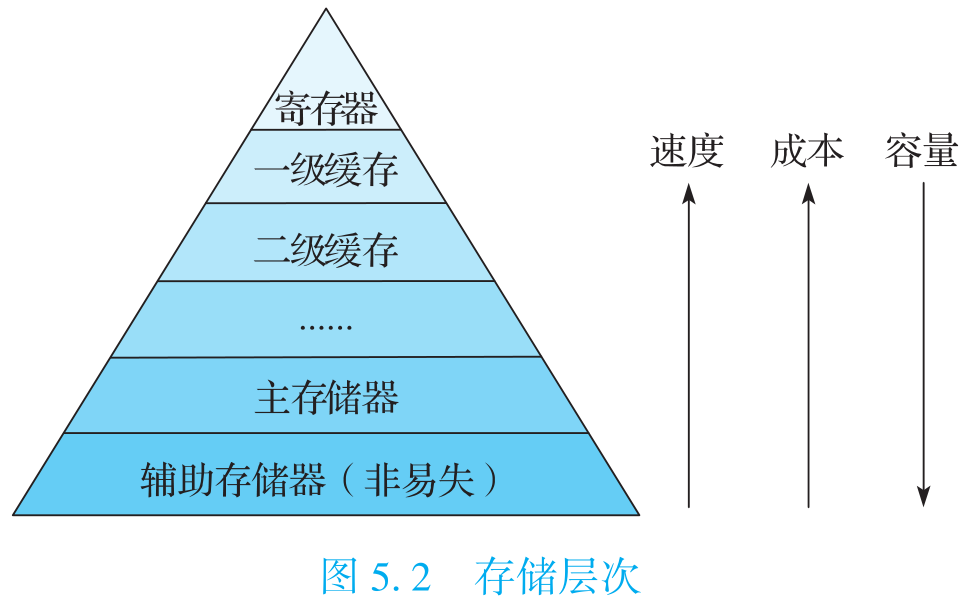 寄存器
一级缓存
二级缓存
……
主存储器
辅助存储器（非易失）
速度 成本 容量
图 5.2 存储层次